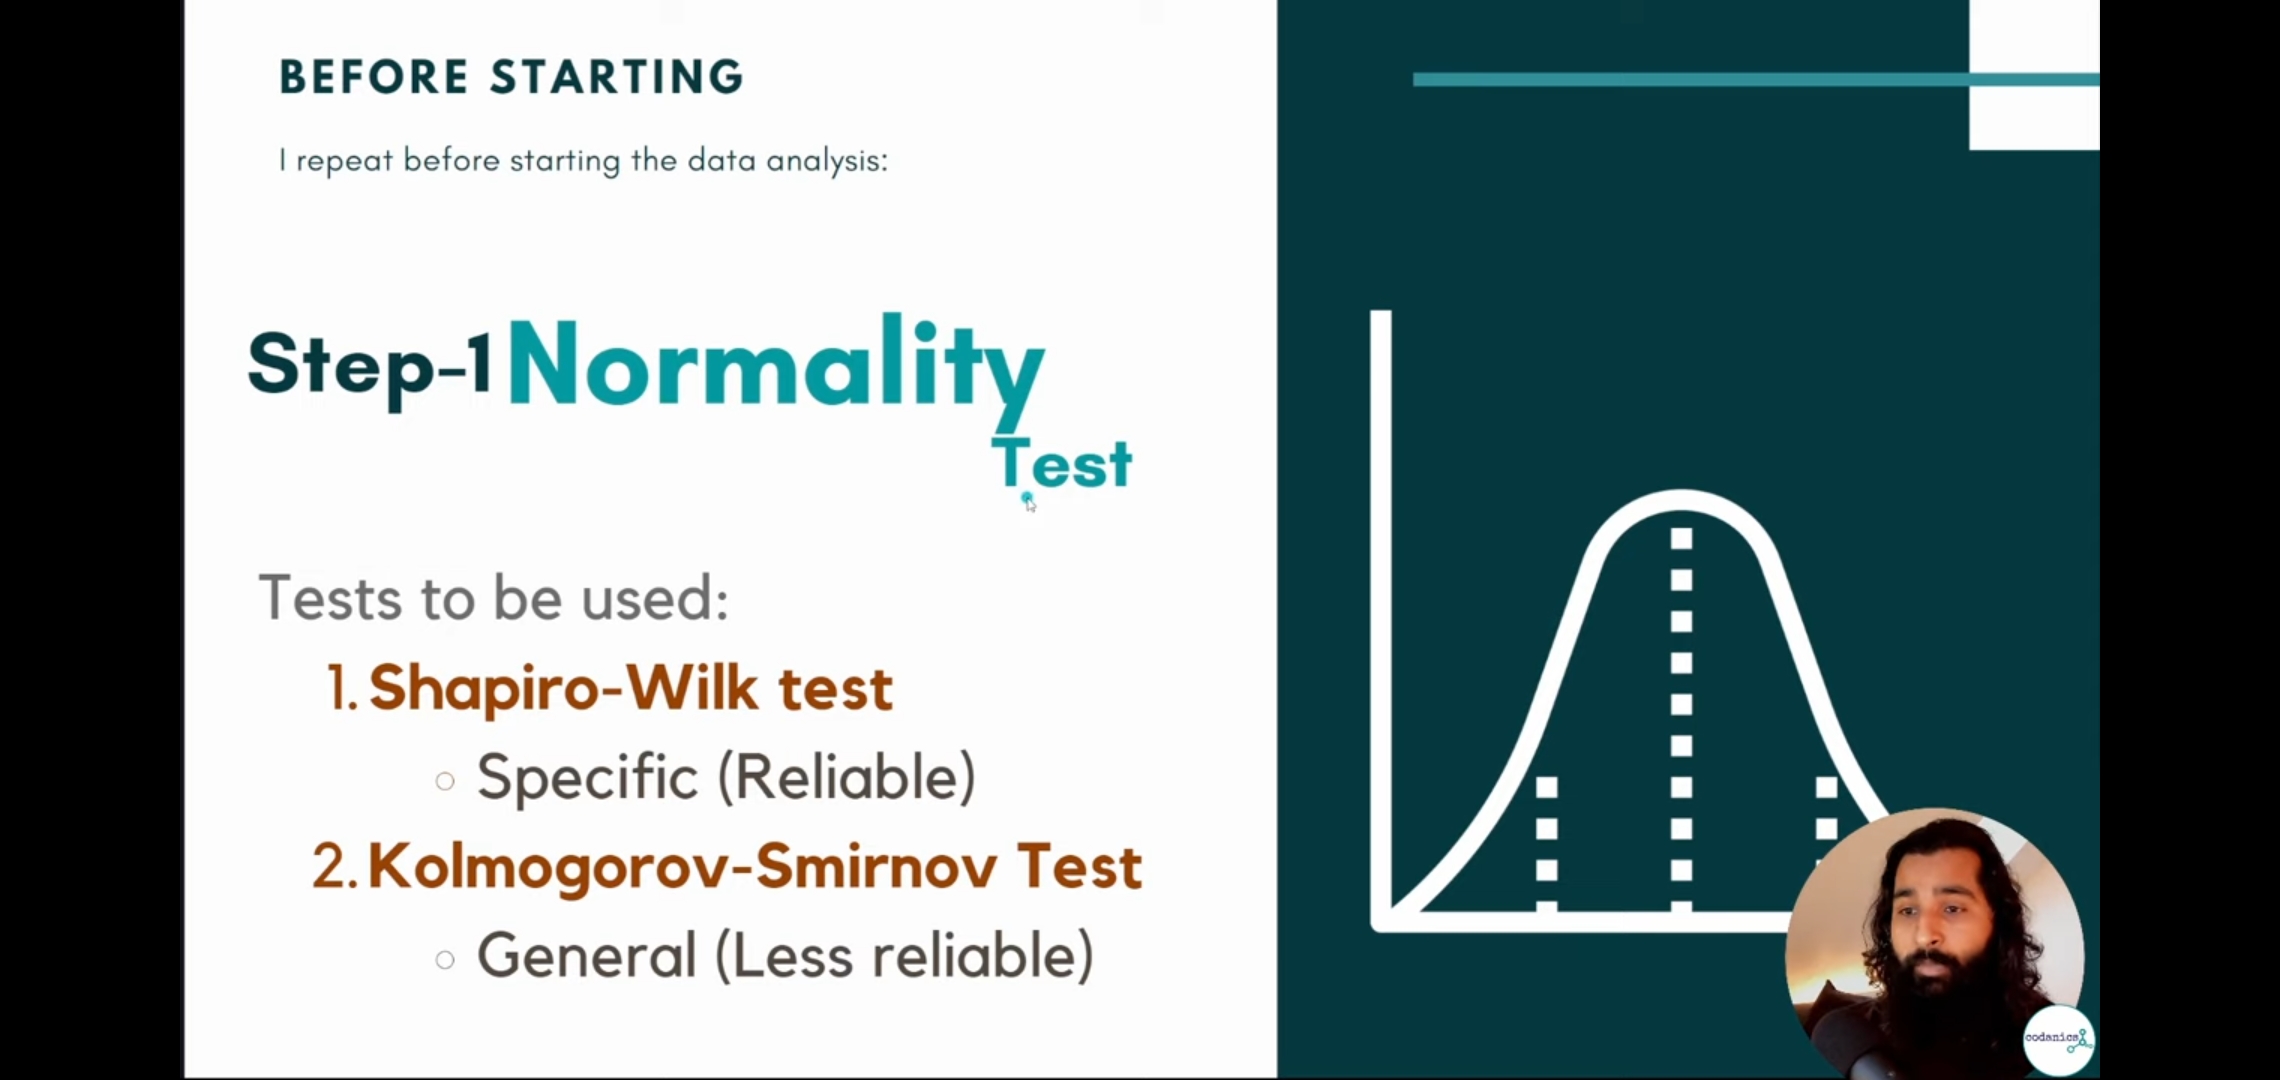 BEFORE STARTING
I repeat before starting the data analysis:
Step-1 Normality
Test
Tests to be used:
1. Shapiro-Wilk test
○ Specific (Reliable)
2. Kolmogorov-Smirnov Test
○ General (Less reliable)
codanics